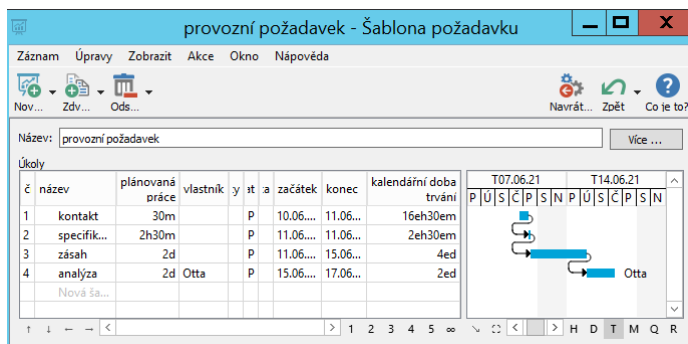 provozní požadavek - Šablona požadavku
Záznam Úpravy Zobrazit Akce Okno Nápověda
Nov... Zdv... Ods... Navrát... Zpět Co je to?
Název: provozní požadavek Více ...
Úkoly
č název plánovaná práce vlastník :y at :a začátek konec kalendářní doba trvání T07.06.21 T14.06.21
P Ú S Č P S N P Ú S Č P S N
1 kontakt 30m P 10.06.... 11.06... 16eh30em
2 specifik... 2h30m P 11.06.... 11.06... 2eh30em
3 zásah 2d P 11.06.... 15.06... 4ed
4 analýza 2d Otta P 15.06.... 17.06... 2ed Otta
Nová ša...
↑ ↓ ← → < > 1 2 3 4 5 ∞ < > H D T M Q R